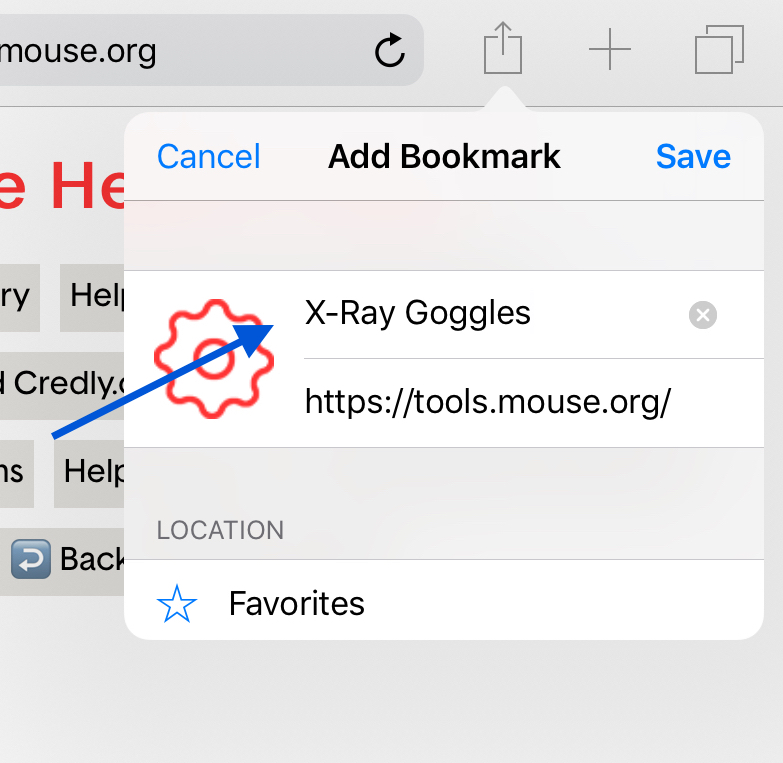 mouse.org
Cancel Add Bookmark Save
e He
X-Ray Goggles
ry Help
d Credly.
https://tools.mouse.org/
ns Help
LOCATION
Back
Favorites